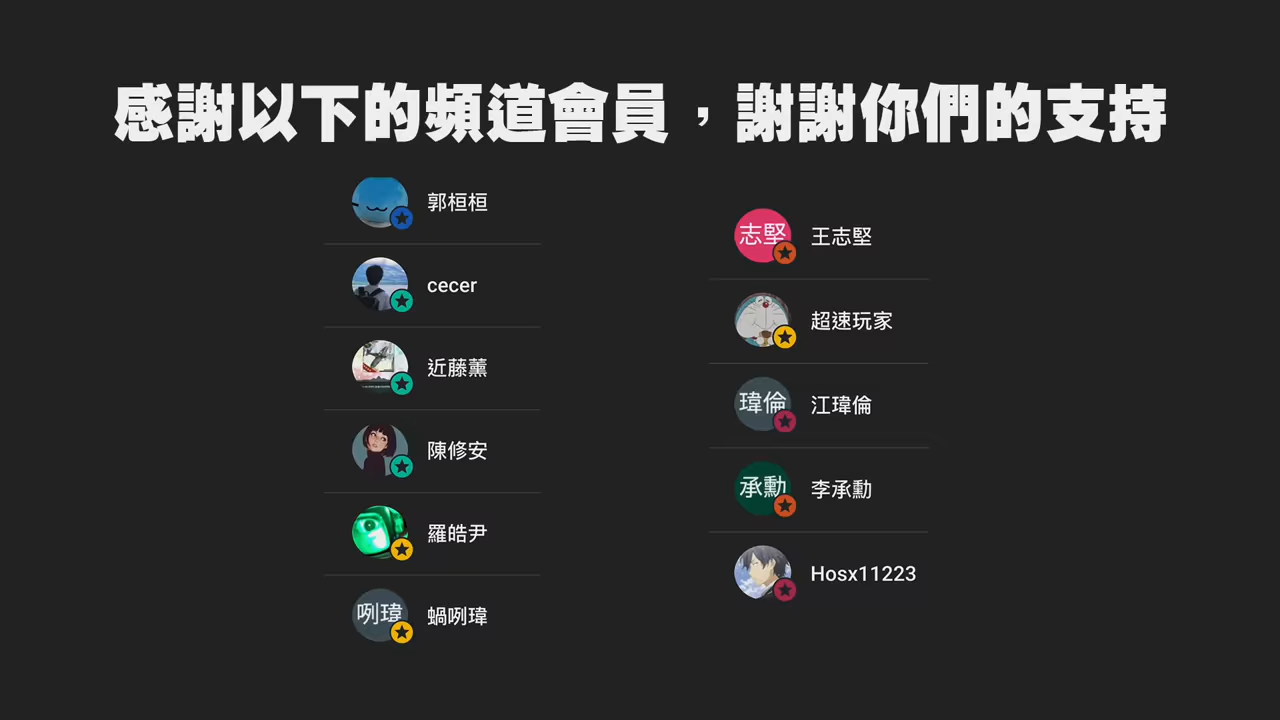 感謝以下的頻道會員，謝謝你們的支持
郭桓桓
cecer
近藤薰
陳修安
羅皓尹
咧瑋
蝸咧瑋
志堅
王志堅
超速玩家
瑋倫
江瑋倫
承勳
李承勳
Hosx11223